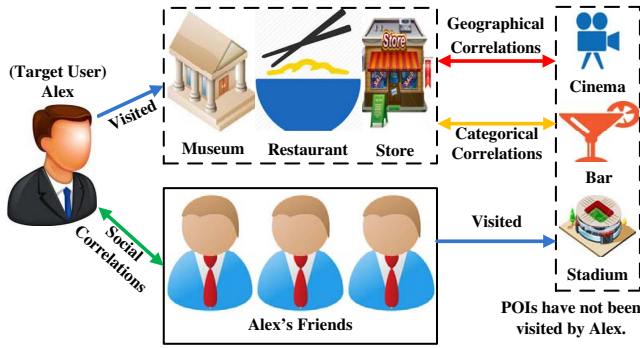 (Target User)
Alex
Visited
Museum
Restaurant
Store
Store
Geographical
Correlations
Categorical
Correlations
Cinema
Bar
Stadium
Social
Correlations
Alex's Friends
Visited
POIs have not been
visited by Alex.